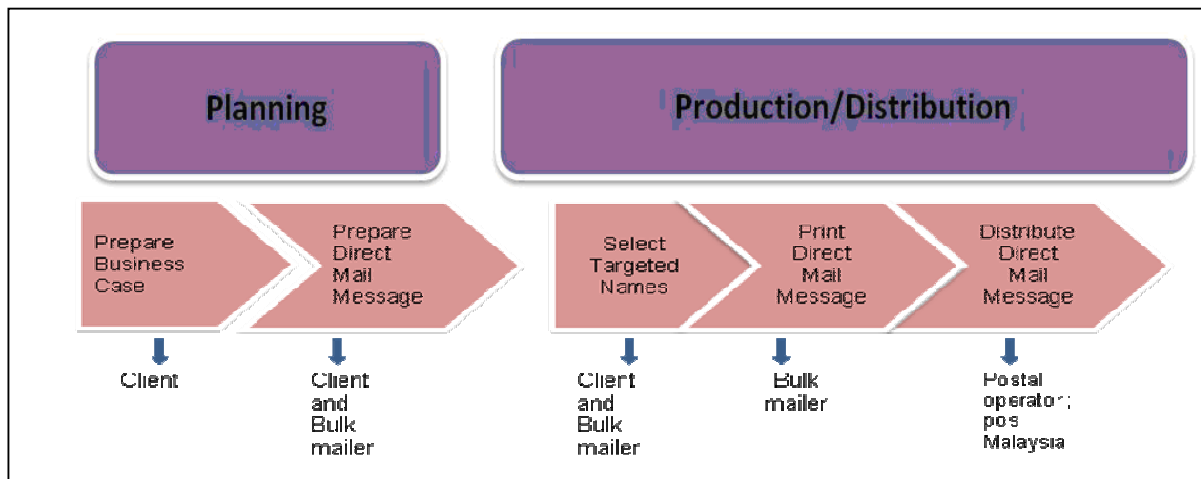 Planning
Production/Distribution
Prepare
Business
Case
Prepare
Direct
Mail
Message
Select
Targeted
Names
Print
Direct
Mail
Message
Distribute
Direct
Mail
Message
Client
Client
and
Bulk
mailer
Client
and
Bulk
mailer
Bulk
mailer
Postal
operator;
pos
Malaysia